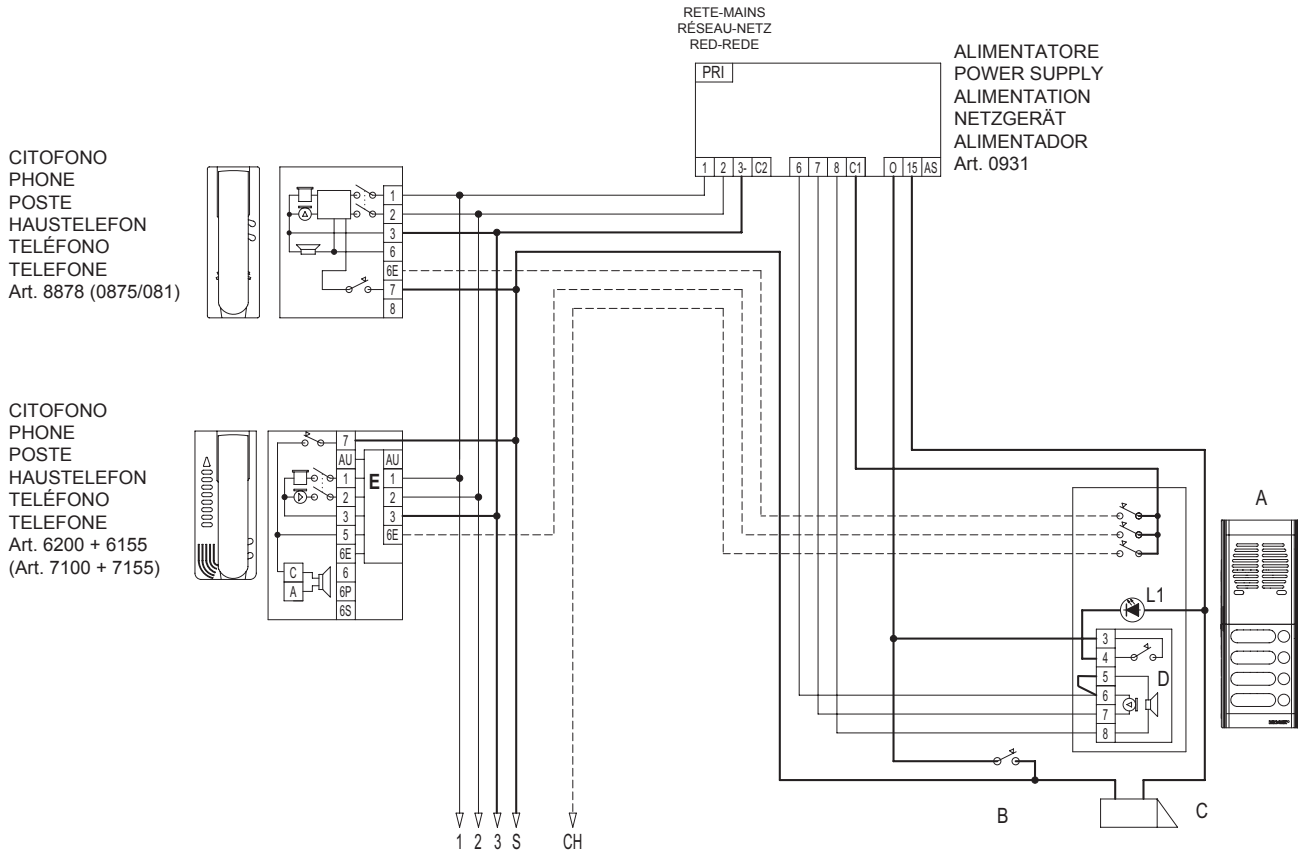 RETE-MAINS
RÉSEAU-NETZ
RED-REDE
PRI
1 2 3- C2 6 7 8 C1 0 15 AS
ALIMENTATORE
POWER SUPPLY
ALIMENTATION
NETZGERÄT
ALIMENTADOR
Art. 0931
CITOFONO
PHONE
POSTE
HAUSTELEFON
TELÉFONO
TELEFONE
Art. 8878 (0875/081)
1
2
3
6
6E
7
8
CITOFONO
PHONE
POSTE
HAUSTELEFON
TELÉFONO
TELEFONE
Art. 6200 + 6155
(Art. 7100 + 7155)
7
AU
1
2
3
5
6E
6
6P
6S
C
A
E
AU
1
2
3
6E
A
L1
3
4
5
6
7
8
D
B
C
1 2 3 S CH